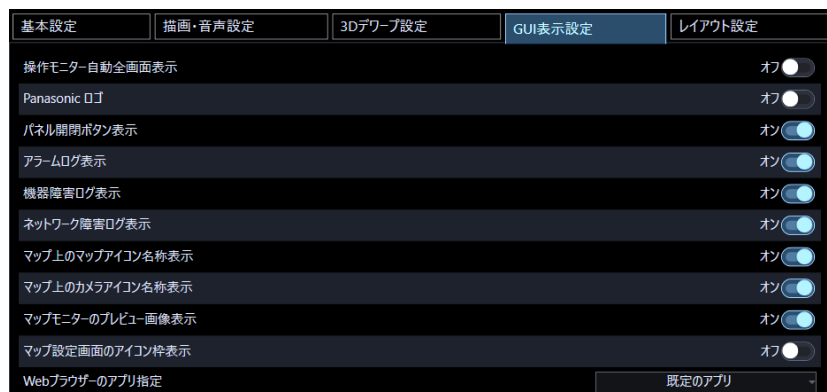 基本設定 描画・音声設定 3Dデワープ設定 GUI表示設定 レイアウト設定
操作モニター自動全画面表示 オフ
Panasonic ロゴ オフ
パネル開閉ボタン表示 オン
アラームログ表示 オン
機器障害ログ表示 オン
ネットワーク障害ログ表示 オン
マップ上のマップアイコン名称表示 オン
マップ上のカメラアイコン名称表示 オン
マップモニターのプレビュー画像表示 オン
マップ設定画面のアイコン枠表示 オフ
Webブラウザーのアプリ指定 既定のアプリ